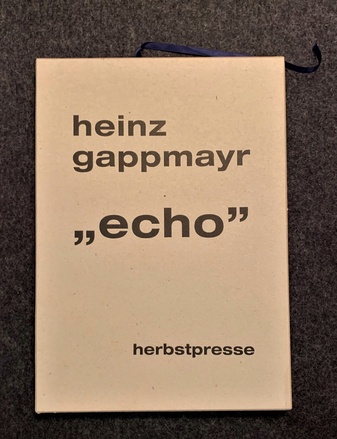 heinz
gappmayr
„echo”
herbstpresse